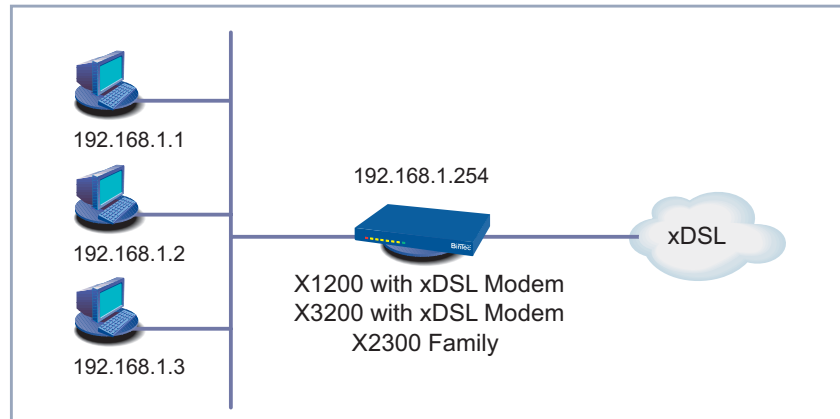 192.168.1.1
192.168.1.2
192.168.1.3
192.168.1.254
BinTec
X1200 with xDSL Modem
X3200 with xDSL Modem
X2300 Family
xDSL